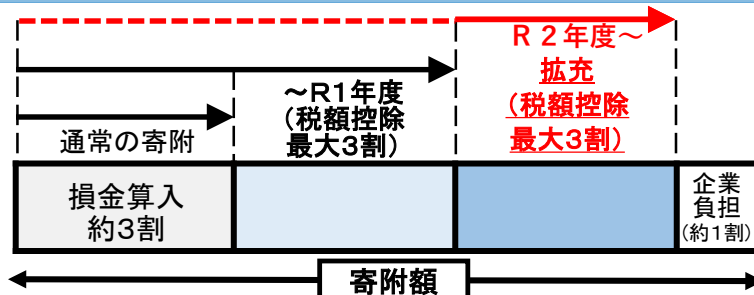 R２年度～
拡充
(税額控除
最大3割)
～R1年度
(税額控除
最大3割)
通常の寄附
損金算入
約3割
企業
負担
(約1割)
寄附額